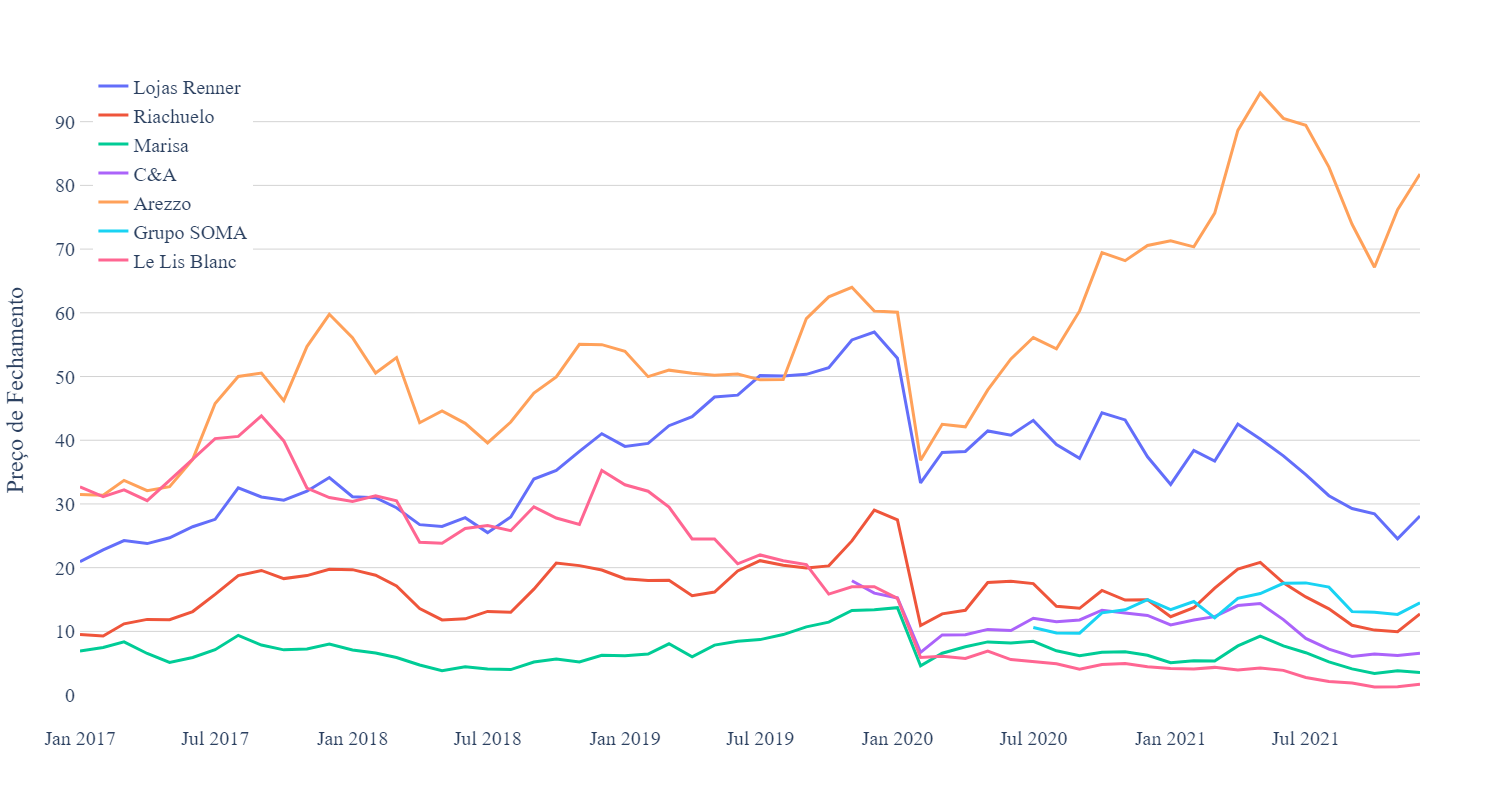 Lojas Renner
Riachuelo
Marisa
C&A
Arezzo
Grupo SOMA
Le Lis Blanc
Preço de Fechamento
90
80
70
60
50
40
30
20
10
0
Jan 2017 Jul 2017 Jan 2018 Jul 2018 Jan 2019 Jul 2019 Jan 2020 Jul 2020 Jan 2021 Jul 2021